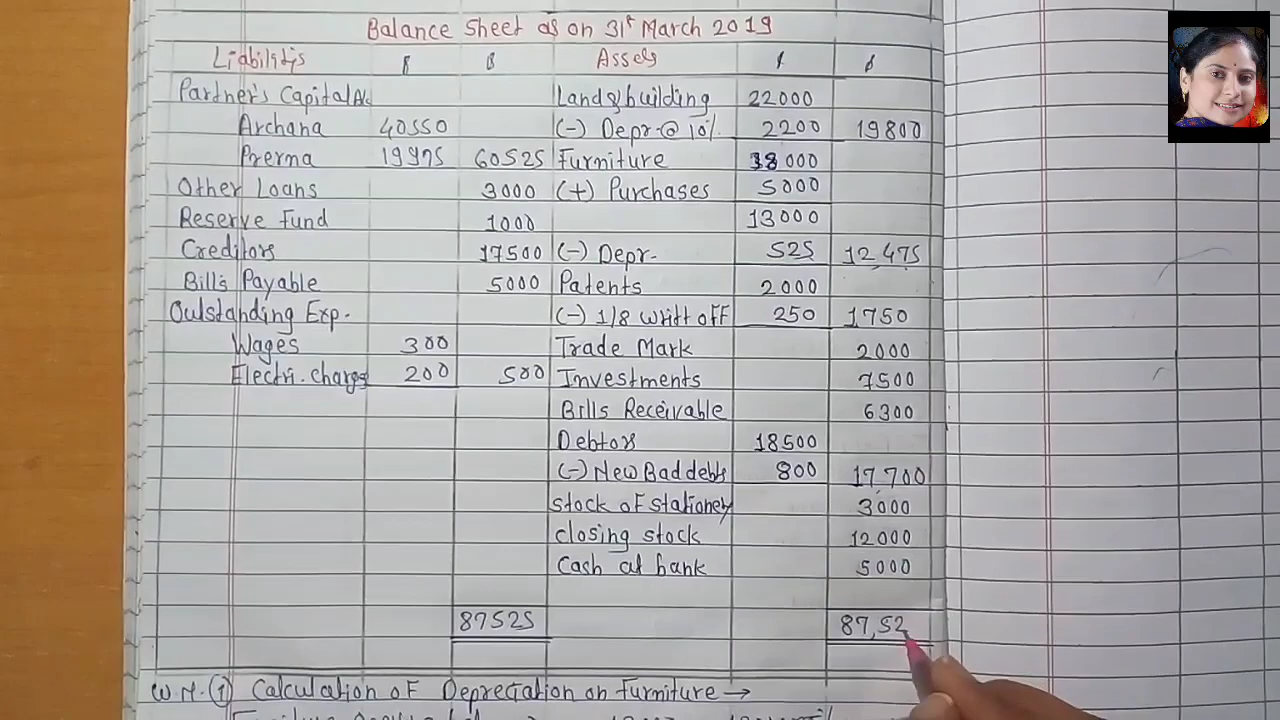 Balance Sheet as on 31st March 2019
Liabilities ₹ ₹ Assets ₹ ₹
Partner's Capital A/c Land & building 22000
Archana 40550 (-) Depr @ 10%. 2200 19800
Prerna 19975 60525 Furniture 8000
Other Loans 3000 (+) Purchases 5000
Reserve fund 1000 13000
Creditors 17500 (-) Depr. 525 12475
Bills Payable 5000 Patents 2000
Outstanding Exp. (-) 1/8 writt off 250 1750
Wages 300 Trade Mark 2000
Electri. charges 200 500 Investments 7500
Bills Receivable 6300
Debtors 18500
(-) New Bad debts 800 17,700
Stock of stationery 3000
closing stock 12000
Cash at bank 5000
87525 87,52
W.N.(1) Calculation of Depreciation on furniture →